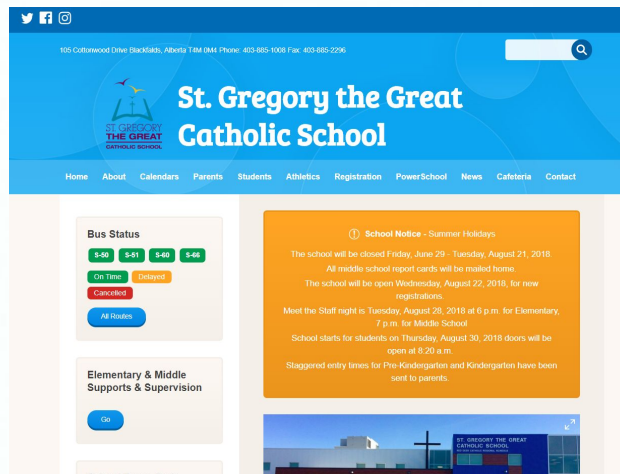 105 Cottonwood Drive Blackfalds, Alberta T4M 0M4 Phone: 403-885-1008 Fax: 403-885-2296
ST. GREGORY
THE GREAT
CATHOLIC SCHOOL
St. Gregory the Great
Catholic School
Home About Calendars Parents Students Athletics Registration PowerSchool News Cafeteria Contact
Bus Status
S-50 S-51 S-60 S-66
On Time Delayed
Cancelled
All Routes
Elementary & Middle
Supports & Supervision
Go
School Notice - Summer Holidays
The school will be closed Friday, June 29 - Tuesday, August 21, 2018.
All middle school report cards will be mailed home.
The school will be open Wednesday, August 22, 2018, for new
registrations.
Meet the Staff night is Tuesday, August 28, 2018 at 6 p.m. for Elementary,
7 p.m. for Middle School
School starts for students on Thursday, August 30, 2018 doors will be
open at 8:20 a.m.
Staggered entry times for Pre-Kindergarten and Kindergarten have been
sent to parents.
ST. GREGORY THE GREAT
CATHOLIC SCHOOL